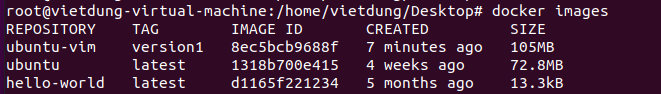 root@vietdung-virtual-machine:/home/vietdung/Desktop# docker images
REPOSITORY TAG IMAGE ID CREATED SIZE
ubuntu-vim version1 8ec5bcb9688f 7 minutes ago 105MB
ubuntu latest 1318b700e415 4 weeks ago 72.8MB
hello-world latest d1165f221234 5 months ago 13.3kB